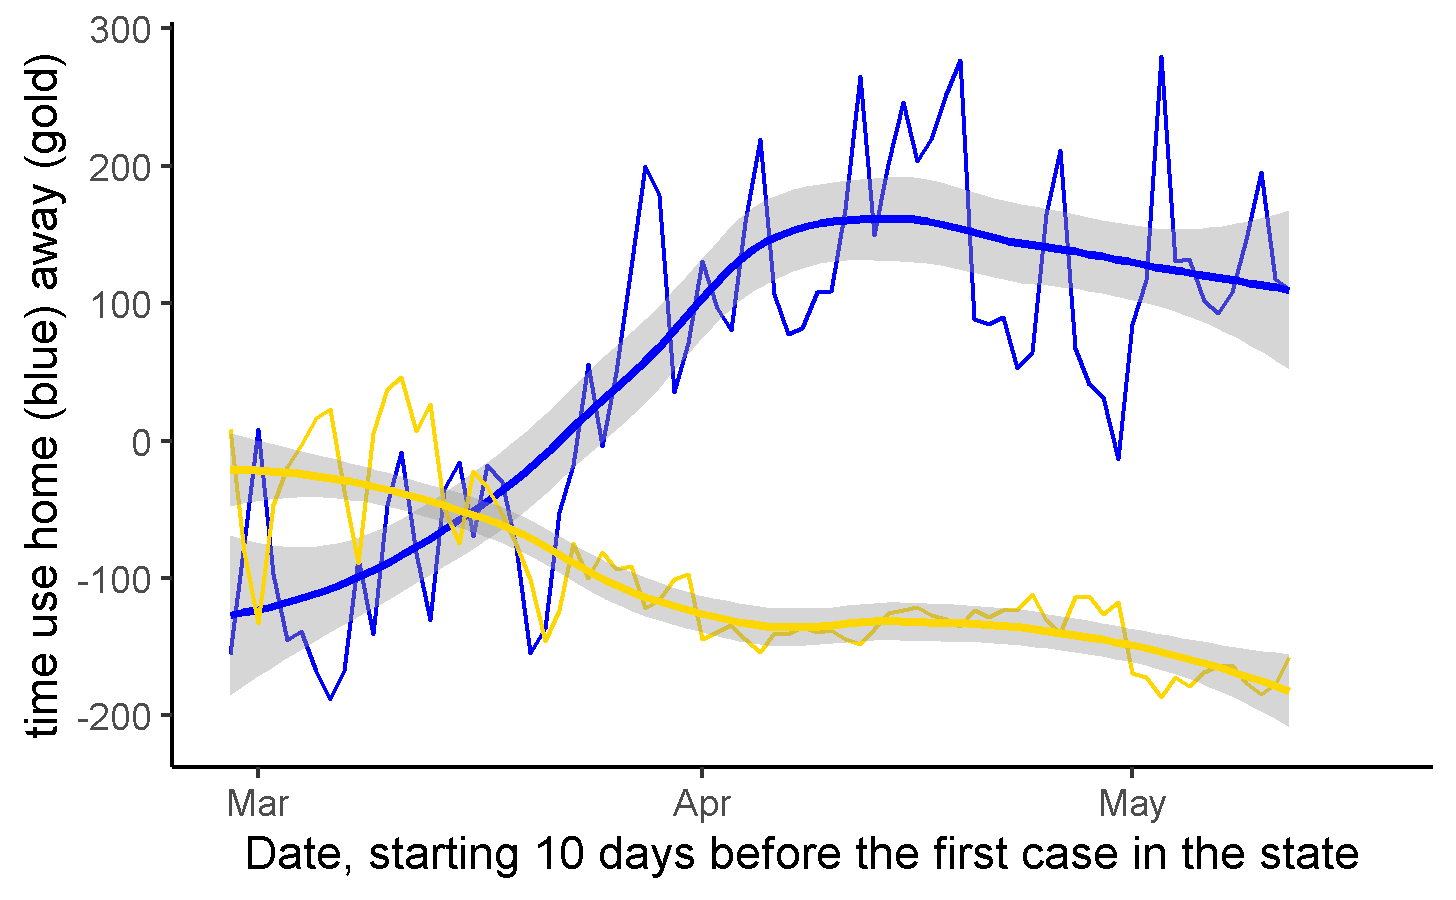 time use home (blue) away (gold)
300
200
100
0
-100
-200
Mar
Apr
May
Date, starting 10 days before the first case in the state